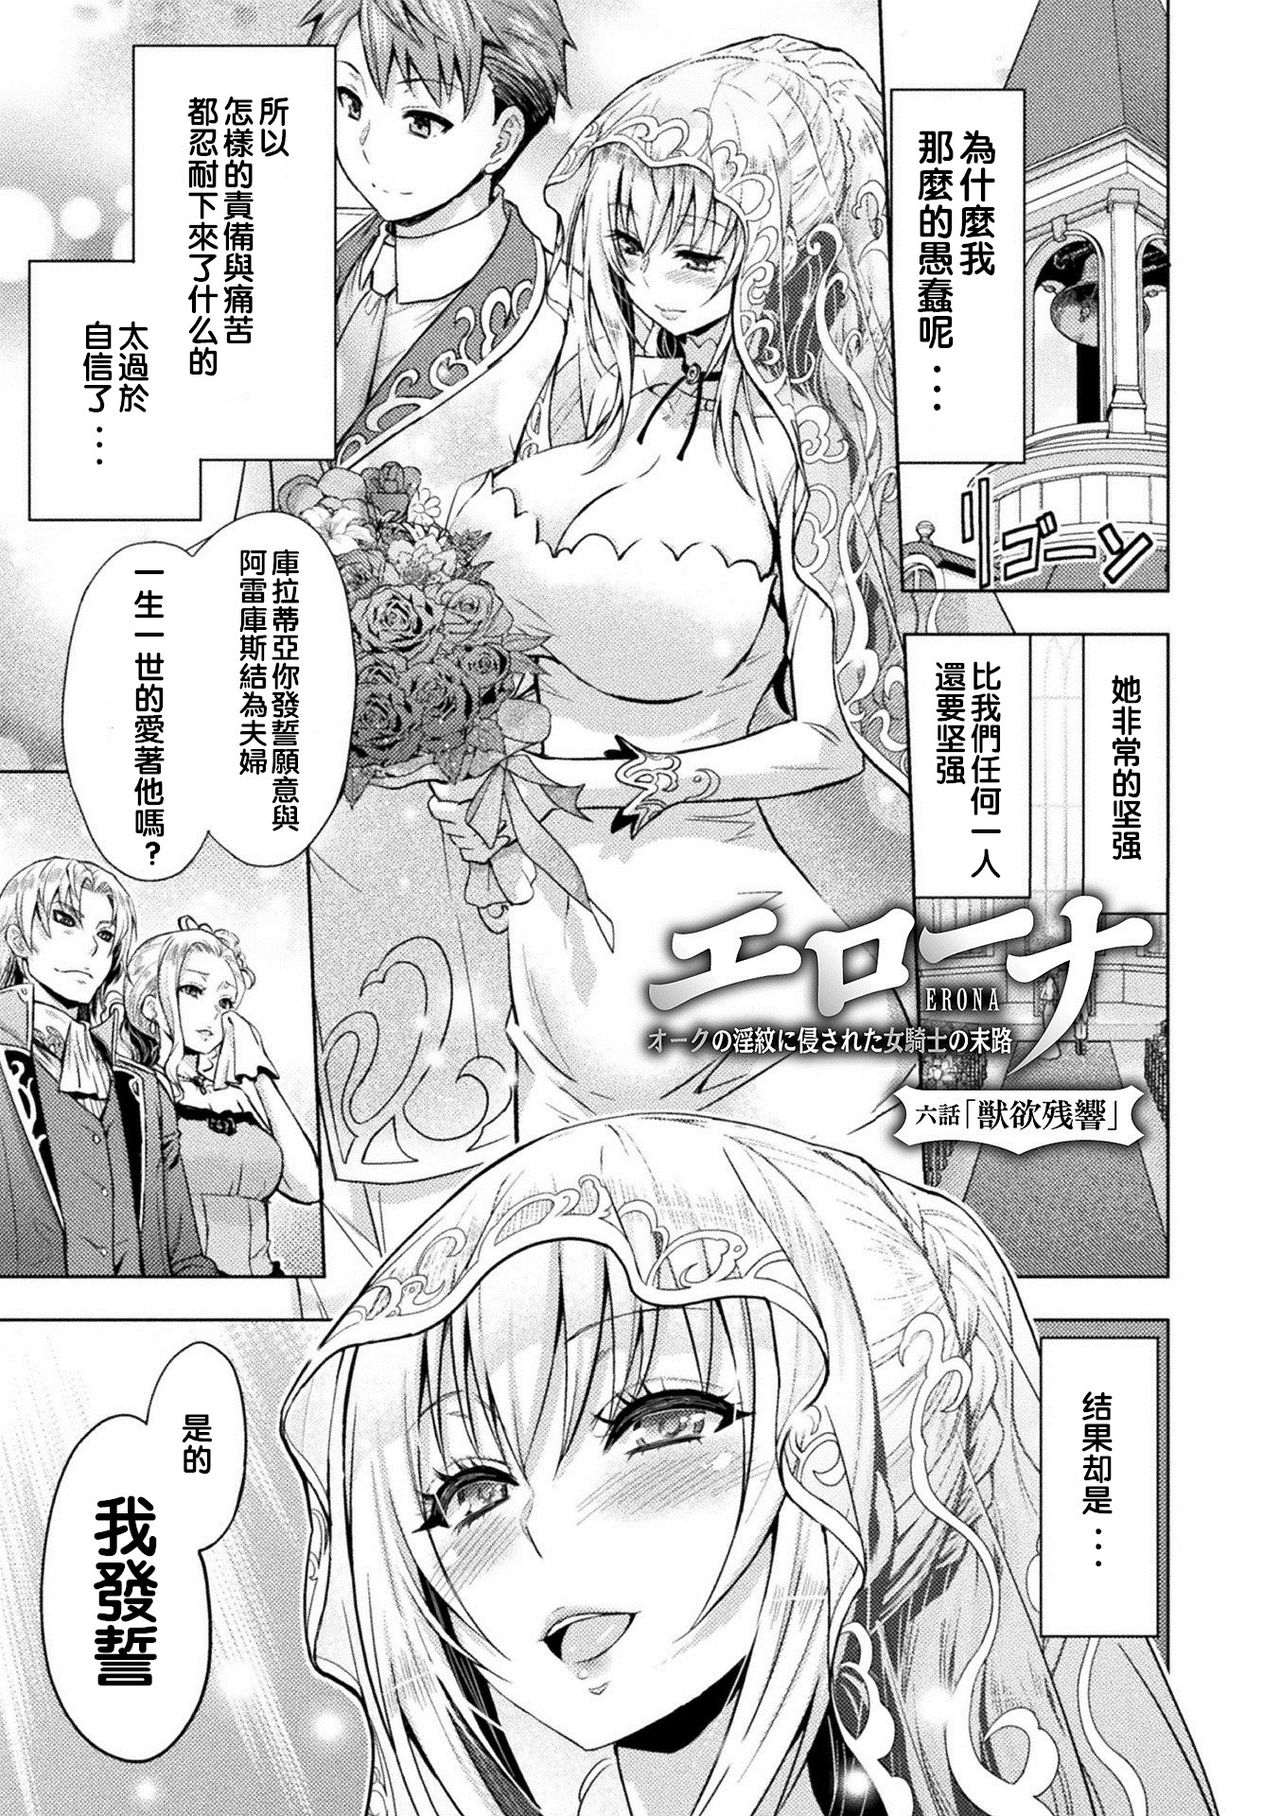 為什麼我
那麼的愚蠢呢...
リゴーン
所以
怎樣的責備與痛苦
都忍耐下來了什么的
太過於
自信了...
她非常的坚强
比我們任何一人
還要坚强
庫拉蒂亞你發誓願意與
阿雷庫斯結為夫婦
一生一世的愛著他嗎?
エローナ
ERONA
オークの淫紋に侵された女騎士の末路
六話「獣欲残響」
结果却是...
是的
我發誓